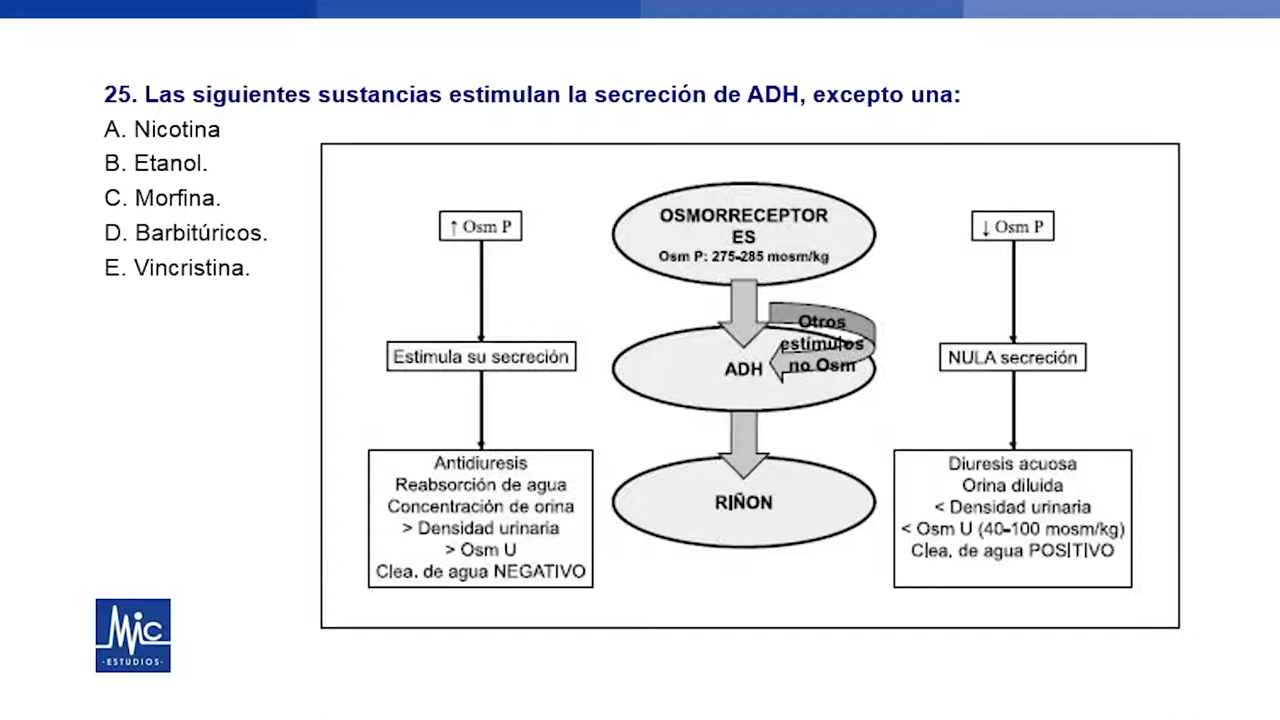 25. Las siguientes sustancias estimulan la secreción de ADH, excepto una:
A. Nicotina
B. Etanol.
C. Morfina.
D. Barbitúricos.
E. Vincristina.
↑ Osm P
Estimula su secreción
Antidiuresis
Reabsorción de agua
Concentración de orina
> Densidad urinaria
> Osm U
Clea. de agua NEGATIVO
OSMORRECEPTOR
ES
Osm P: 275-285 mosm/kg
Otros
estímulos
no Osm
ADH
RIÑON
↓ Osm P
NULA secreción
Diuresis acuosa
Orina diluida
< Densidad urinaria
< Osm U (40-100 mosm/kg)
Clea. de agua POSITIVO
Mic
·ESTUDIOS·